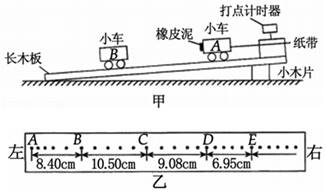 打点计时器
小车
橡皮泥
小车
B
A
纸带
长木板
小木片
甲
A B C D E
左 右
8.40cm 10.50cm 9.08cm 6.95cm
乙